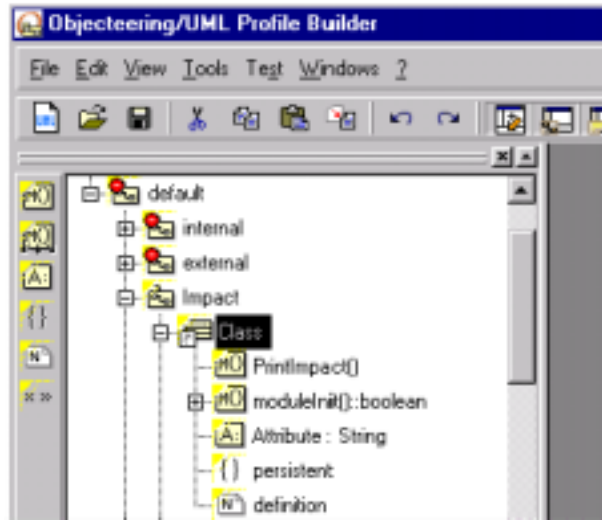 Objecteering/UML Profile Builder
File Edit View Tools Test Windows ?
default
internal
external
Impact
Class
PrintImpact()
moduleInit()::boolean
Attribute : String
{} persistent
N definition